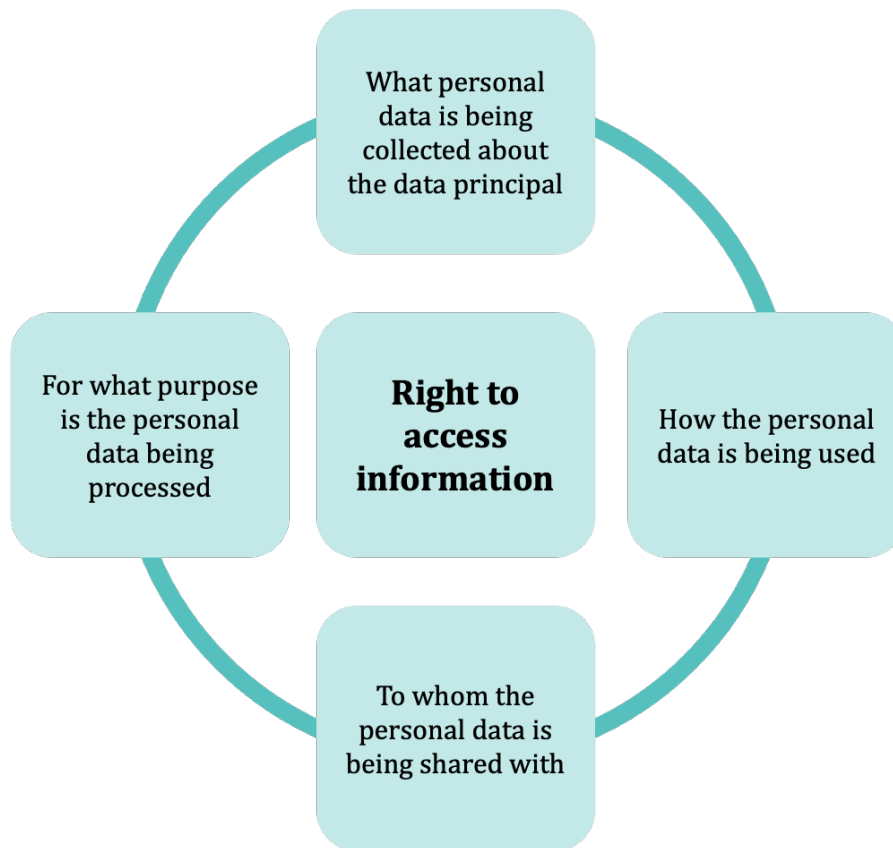 What personal
data is being
collected about
the data principal
For what purpose
is the personal
data being
processed
Right to
access
information
How the personal
data is being used
To whom the
personal data is
being shared with